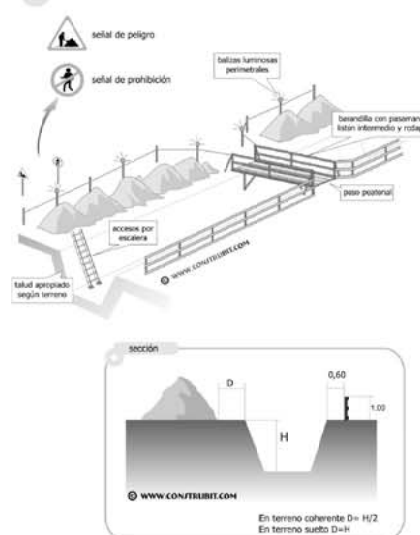 señal de peligro
señal de prohibición
balizas luminosas
perimetrales
barandilla con pasamano
listón intermedio y
paso peatonal
accesos por
escalera
talud apropiado
según terreno
© WWW.CONSTRUBIT.COM
sección
D
0,60
1.00
H
© WWW.CONSTRUBIT.COM
En terreno coherente D= H/2
En terreno suelto D=H